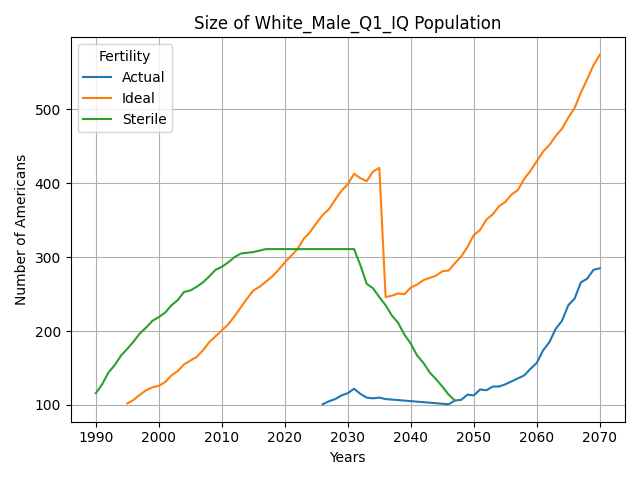 Size of White_Male_Q1_IQ Population
Fertility
Actual
Ideal
Sterile
Number of Americans
500
400
300
200
100
1990 2000 2010 2020 2030 2040 2050 2060 2070
Years